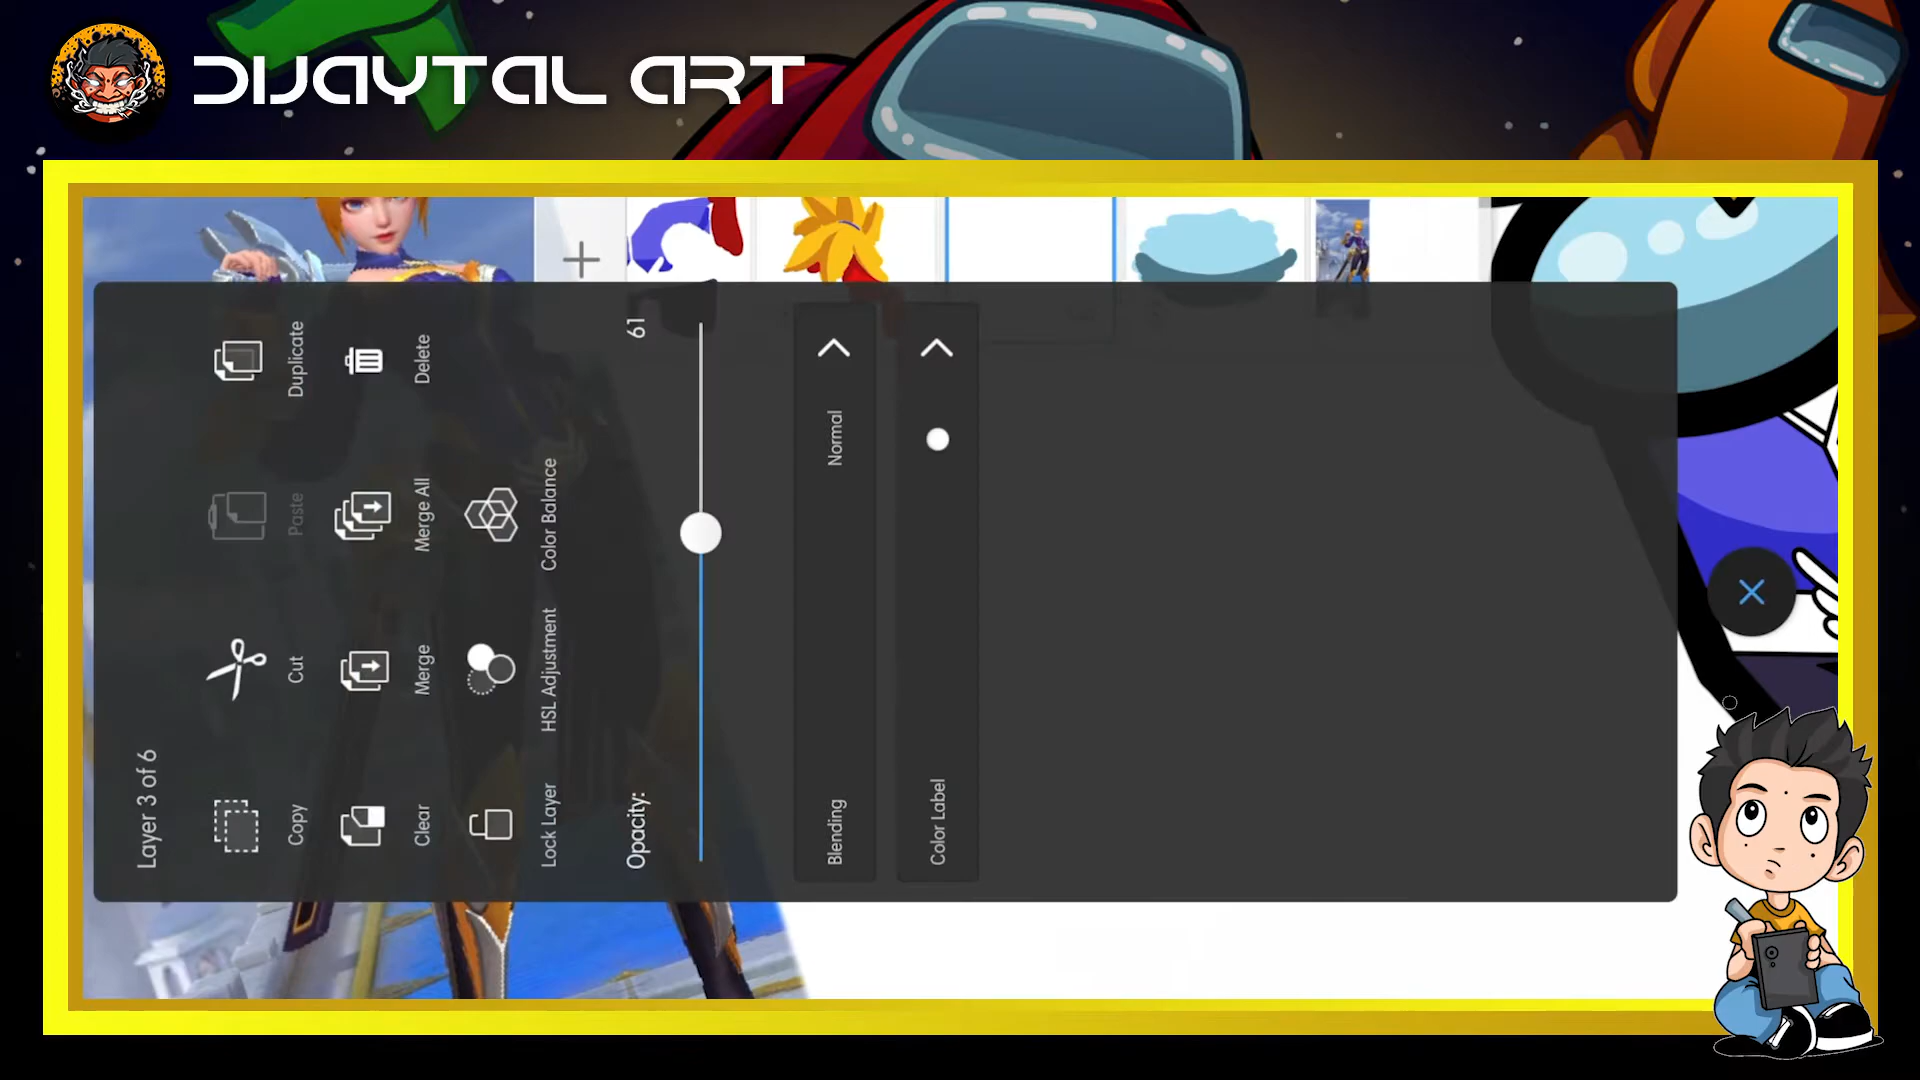 DIJAYTAL ART
Layer 3 of 6
Copy
Cut
Paste
Duplicate
Clear
Merge
Merge All
Delete
Lock Layer
HSL Adjustment
Color Balance
Opacity:
61
Blending
Normal
Color Label